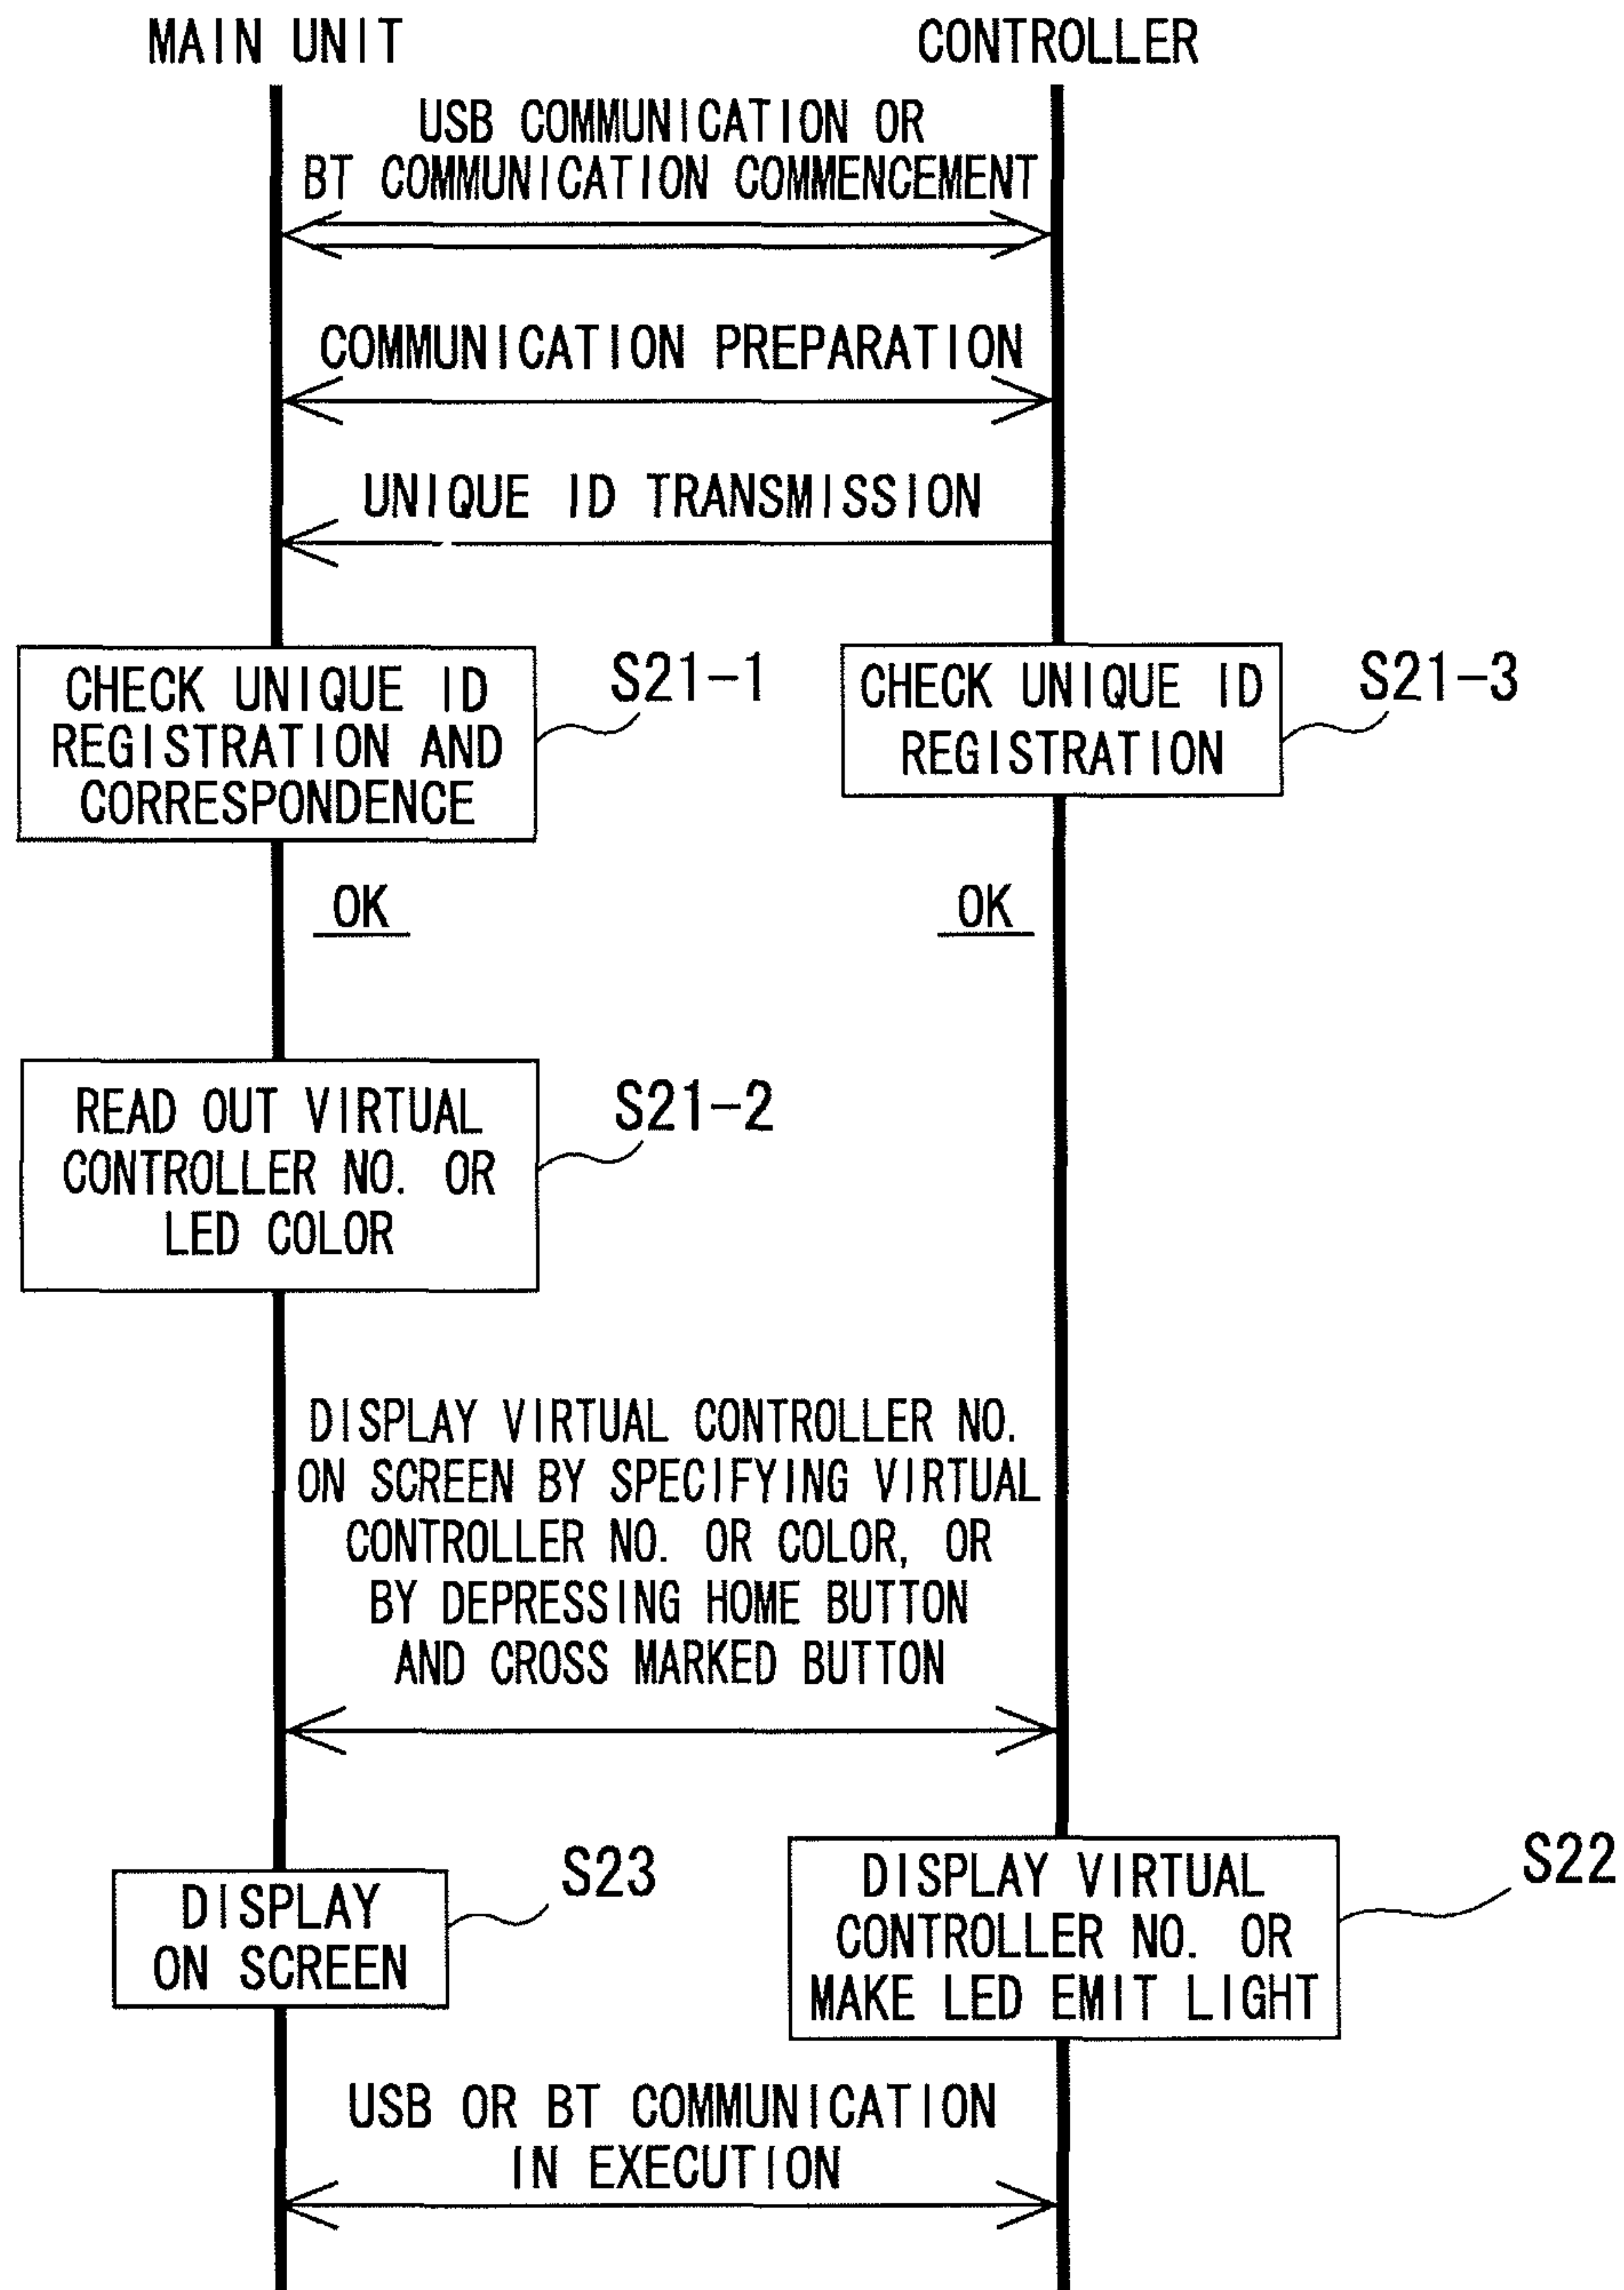 MAIN UNIT
CONTROLLER
USB COMMUNICATION OR
BT COMMUNICATION COMMENCEMENT
COMMUNICATION PREPARATION
UNIQUE ID TRANSMISSION
CHECK UNIQUE ID
REGISTRATION AND
CORRESPONDENCE
S21-1
CHECK UNIQUE ID
REGISTRATION
S21-3
OK
OK
READ OUT VIRTUAL
CONTROLLER NO. OR
LED COLOR
S21-2
DISPLAY VIRTUAL CONTROLLER NO.
ON SCREEN BY SPECIFYING VIRTUAL
CONTROLLER NO. OR COLOR, OR
BY DEPRESSING HOME BUTTON
AND CROSS MARKED BUTTON
DISPLAY
ON SCREEN
S23
DISPLAY VIRTUAL
CONTROLLER NO. OR
MAKE LED EMIT LIGHT
S22
USB OR BT COMMUNICATION
IN EXECUTION